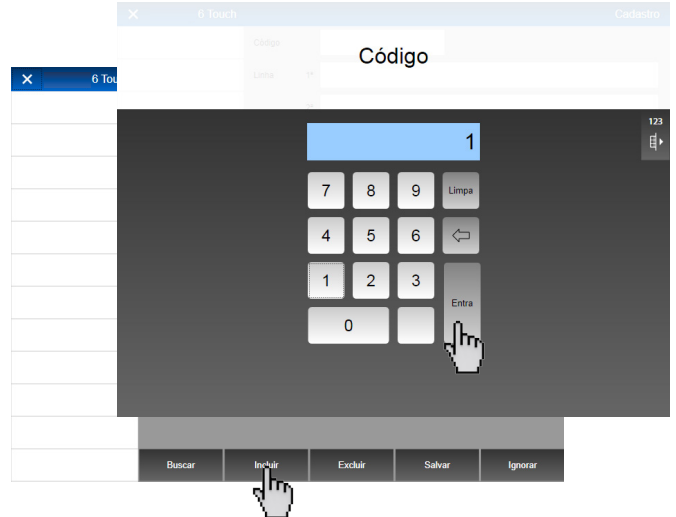 6 Touch
Cadastro
Código
Código
Linha
6 Tou
123
1
7 8 9 Limpa
4 5 6
1 2 3
Entra
0
Buscar Incluir Excluir Salvar Ignorar